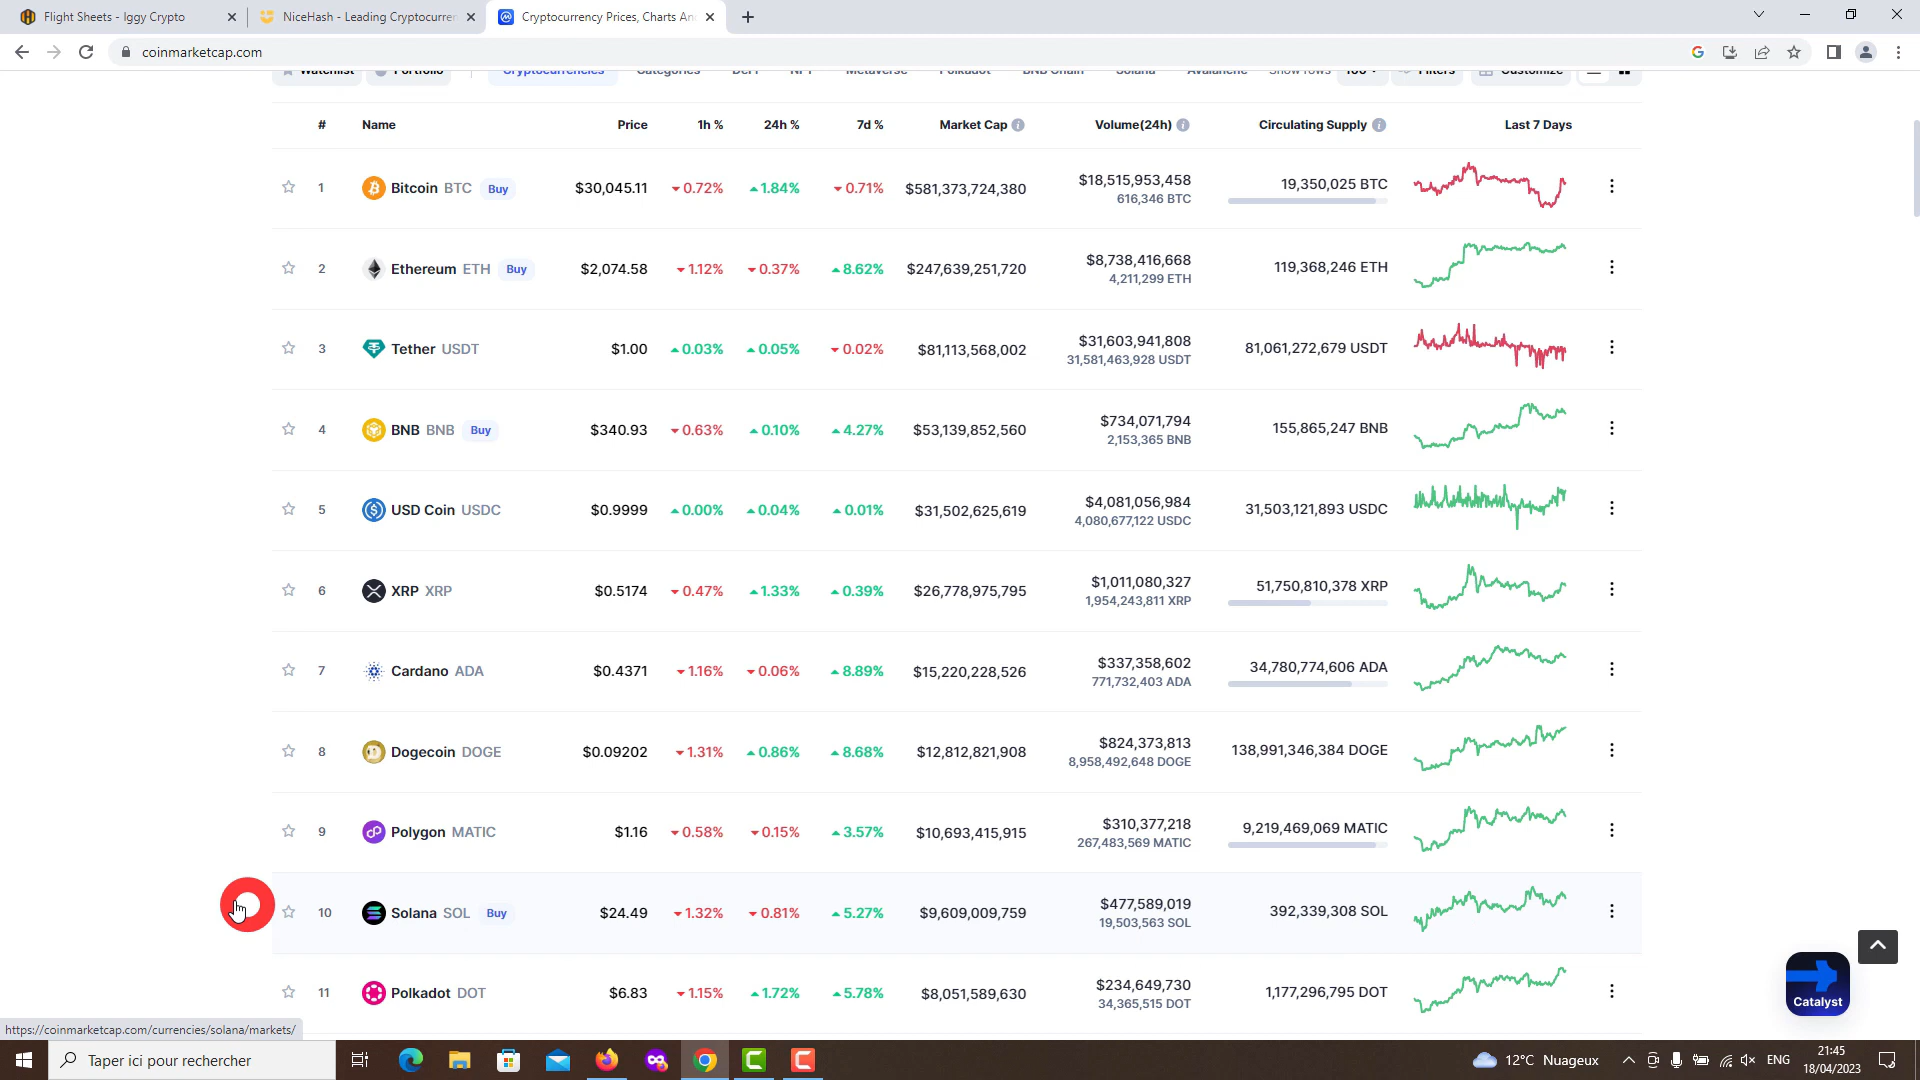 Flight Sheets - Iggy Crypto
NiceHash - Leading Cryptocurren
Cryptocurrency Prices, Charts An
coinmarketcap.com
Watchlist Portfolio Cryptocurrencies Categories DeFi NFT Metaverse Polkadot BNB Chain Solana Avalanche Show rows 100 Filters Customize
# Name Price 1h % 24h % 7d % Market Cap Volume(24h) Circulating Supply Last 7 Days
1 Bitcoin BTC Buy $30,045.11 0.72% 1.84% 0.71% $581,373,724,380 $18,515,953,458 19,350,025 BTC
616,346 BTC
2 Ethereum ETH Buy $2,074.58 1.12% 0.37% 8.62% $247,639,251,720 $8,738,416,668 119,368,246 ETH
4,211,299 ETH
3 Tether USDT $1.00 0.03% 0.05% 0.02% $81,113,568,002 $31,603,941,808 81,061,272,679 USDT
31,581,463,928 USDT
4 BNB BNB Buy $340.93 0.63% 0.10% 4.27% $53,139,852,560 $734,071,794 155,865,247 BNB
2,153,365 BNB
5 USD Coin USDC $0.9999 0.00% 0.04% 0.01% $31,502,625,619 $4,081,056,984 31,503,121,893 USDC
4,080,677,122 USDC
6 XRP XRP $0.5174 0.47% 1.33% 0.39% $26,778,975,795 $1,011,080,327 51,750,810,378 XRP
1,954,243,811 XRP
7 Cardano ADA $0.4371 1.16% 0.06% 8.89% $15,220,228,526 $337,358,602 34,780,774,606 ADA
771,732,403 ADA
8 Dogecoin DOGE $0.09202 1.31% 0.86% 8.68% $12,812,821,908 $824,373,813 138,991,346,384 DOGE
8,958,492,648 DOGE
9 Polygon MATIC $1.16 0.58% 0.15% 3.57% $10,693,415,915 $310,377,218 9,219,469,069 MATIC
267,483,569 MATIC
10 Solana SOL Buy $24.49 1.32% 0.81% 5.27% $9,609,009,759 $477,589,019 392,339,308 SOL
19,503,563 SOL
11 Polkadot DOT $6.83 1.15% 1.72% 5.78% $8,051,589,630 $234,649,730 1,177,296,795 DOT
34,365,515 DOT
Catalyst
https://coinmarketcap.com/currencies/solana/markets/
Taper ici pour rechercher
12°C Nuageux
ENG
21:45
18/04/2023